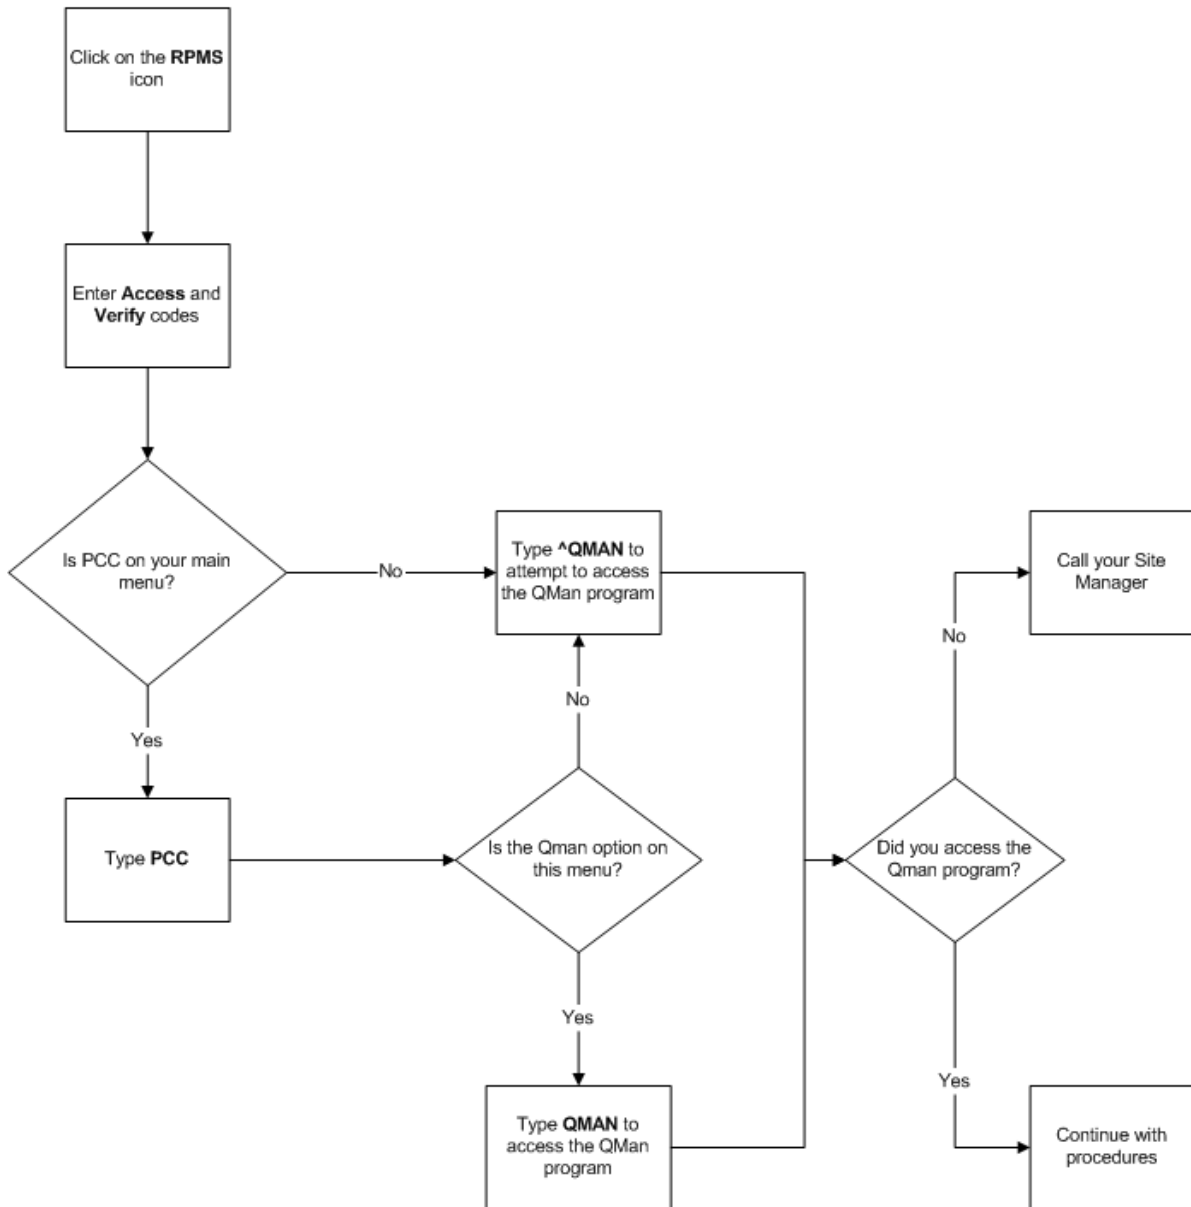 Click on the RPMS
icon
Enter Access and
Verify codes
Is PCC on your main
menu?
No
Type ^QMAN to
attempt to access
the QMan program
Call your Site
Manager
No
No
Yes
Type PCC
Is the Qman option on
this menu?
Did you access the
Qman program?
Yes
Yes
Type QMAN to
access the QMan
program
Continue with
procedures